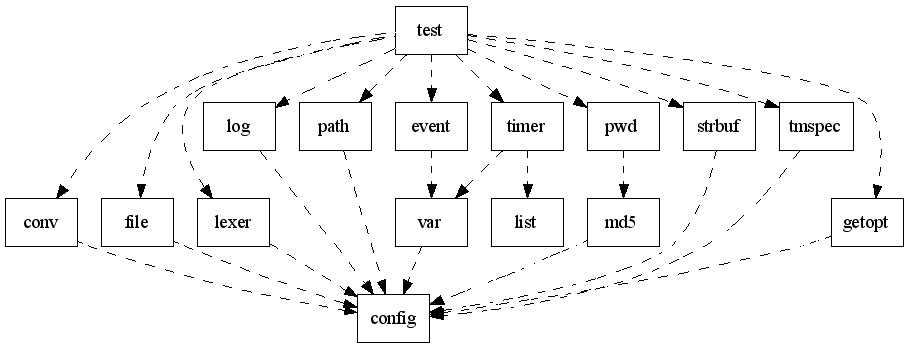 test
log
path
event
timer
pwd
strbuf
tmspec
conv
file
lexer
var
list
md5
getopt
config